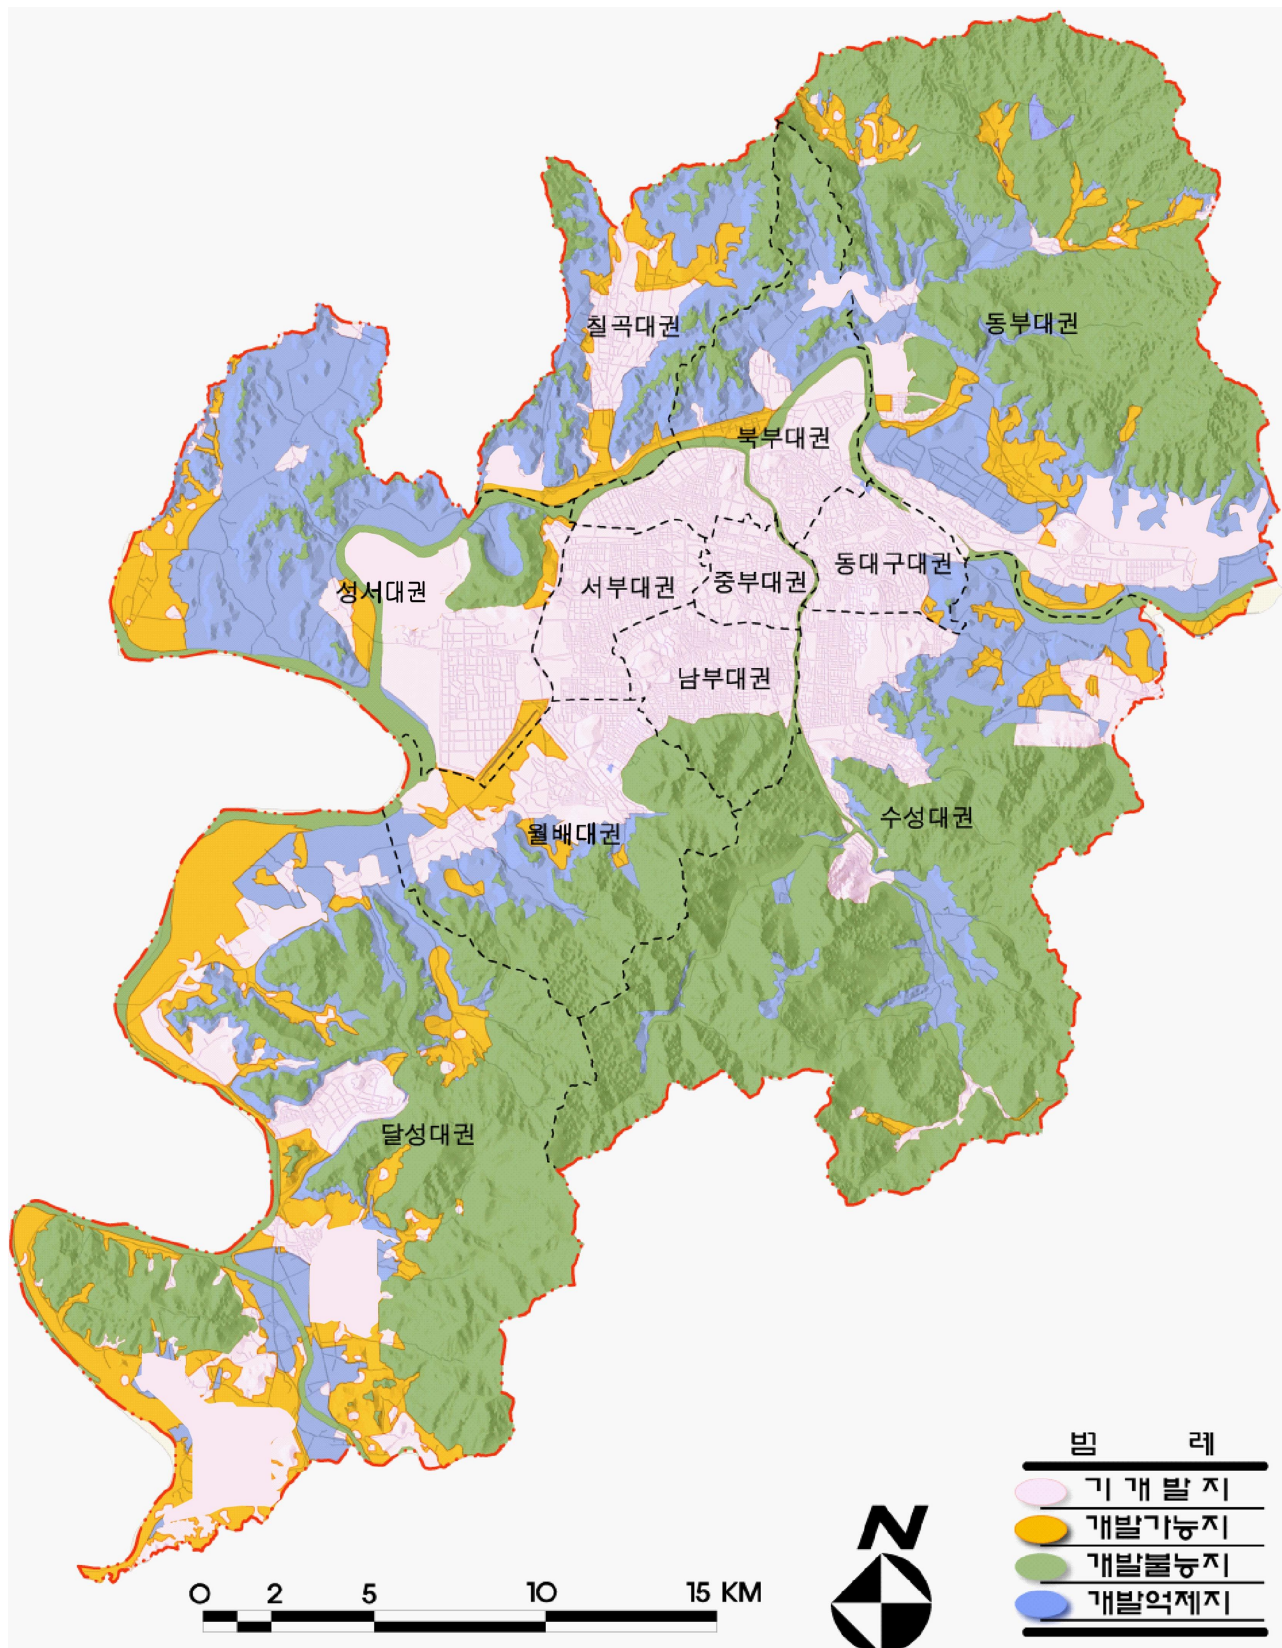 칠곡대권
동부대권
북부대권
동대구대권
성서대권
서부대권
중부대권
남부대권
수성대권
월배대권
달성대권
범 례
기 개 발 지
개발가능지
개발불능지
개발억제지
N
0 2 5 10 15 KM